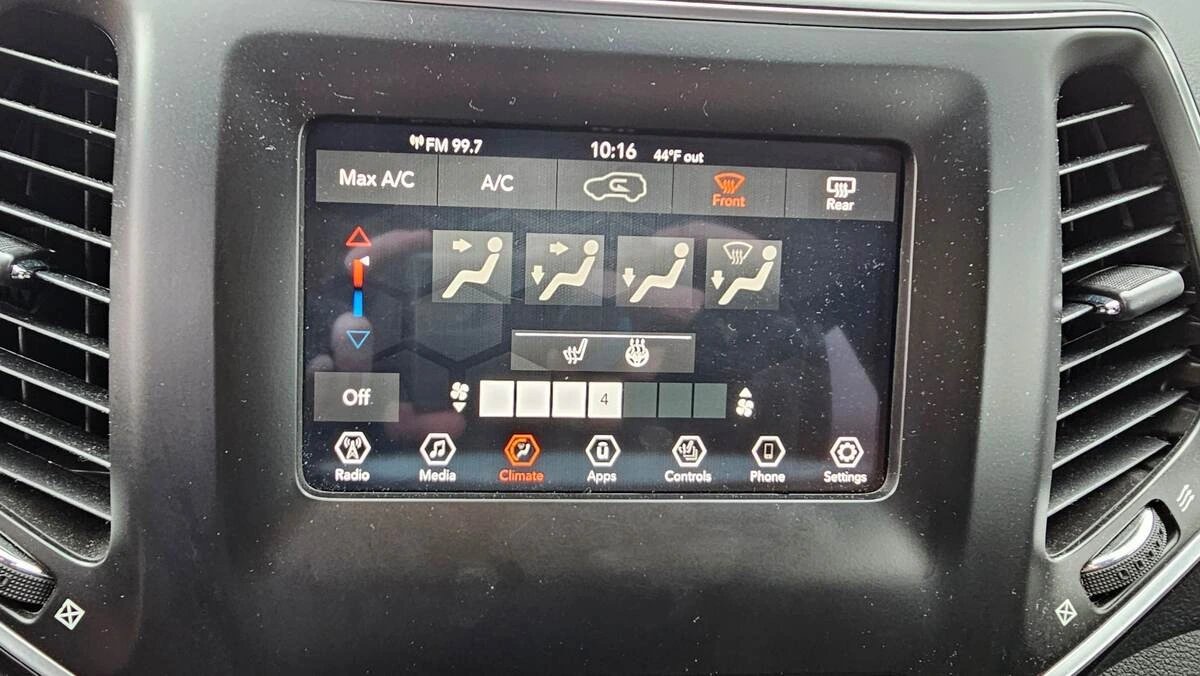 FM 99.7 10:16 44°F out
Max A/C A/C Front Rear
Off 4
Radio Media Climate Apps Controls Phone Settings